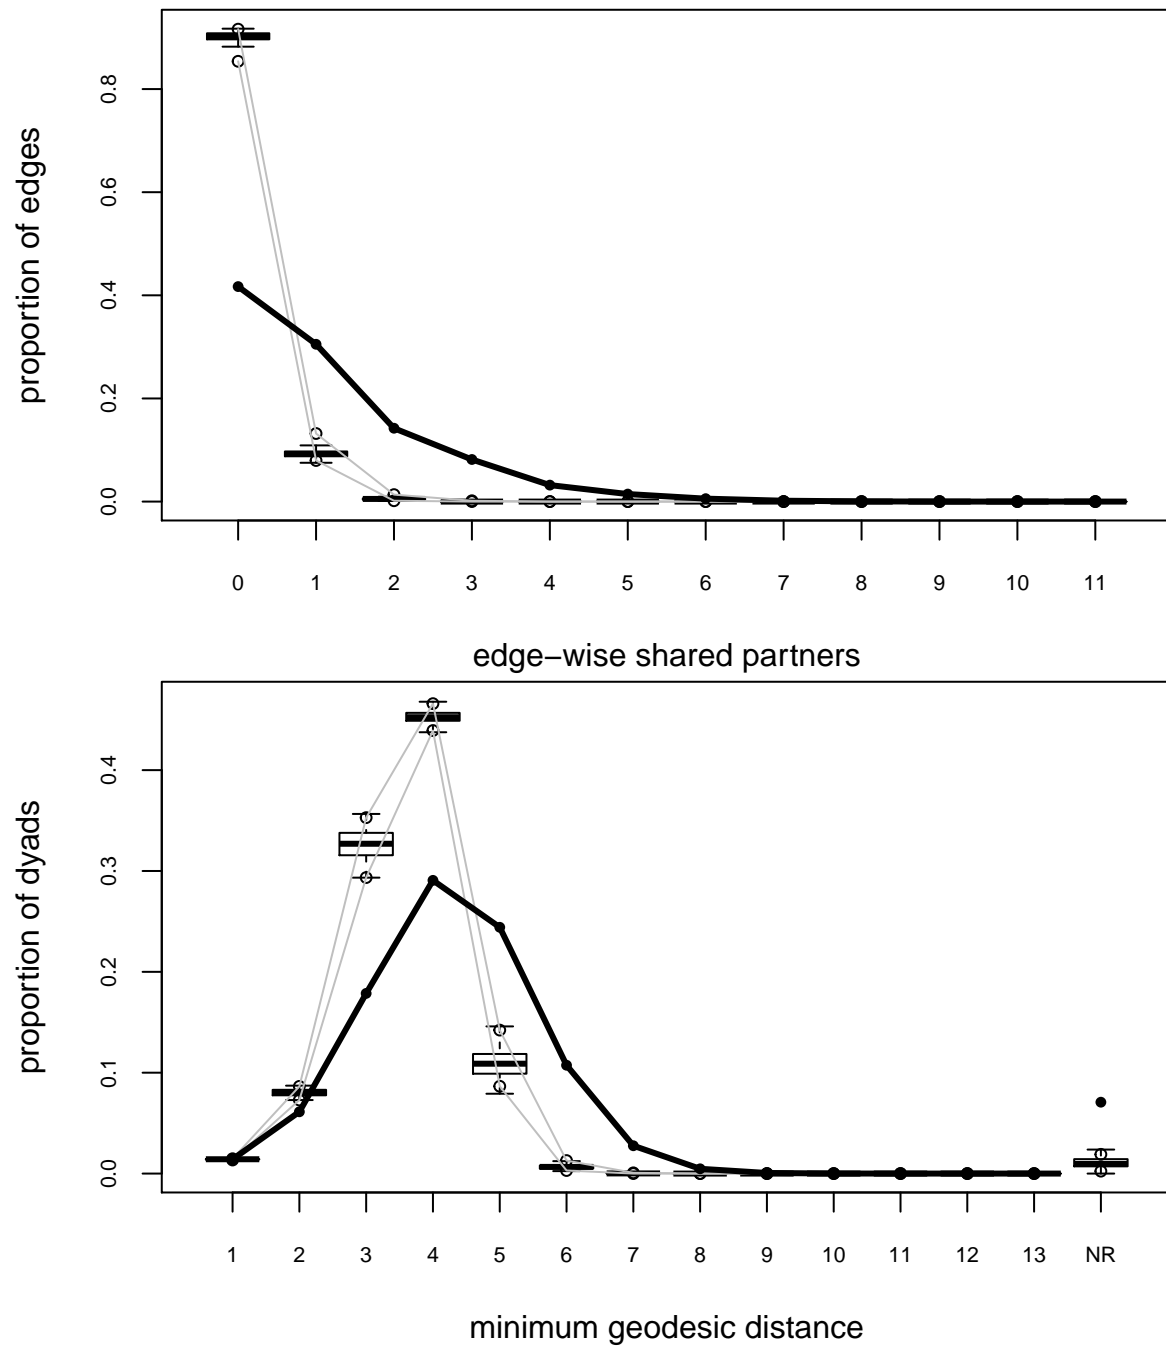 proportion of edges
0.8
0.6
0.4
0.2
0.0
0 1 2 3 4 5 6 7 8 9 10 11
edge−wise shared partners
proportion of dyads
0.4
0.3
0.2
0.1
0.0
1 2 3 4 5 6 7 8 9 10 11 12 13 NR
minimum geodesic distance